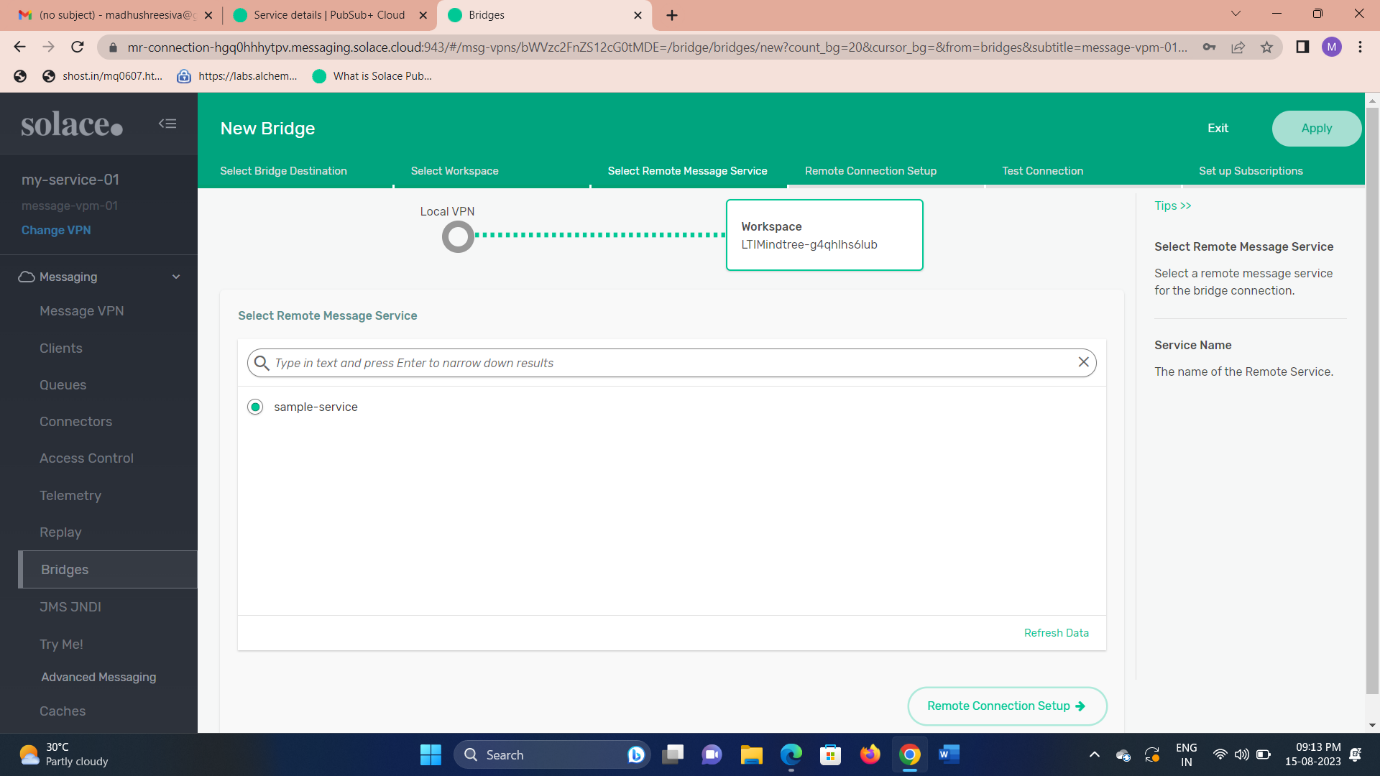 (no subject) - madhushreesiva@g
Service details | PubSub+ Cloud
Bridges
mr-connection-hgq0hhhytpv.messaging.solace.cloud:943/#/msg-vpns/bWVzc2FnZS12cG0tMDE=/bridge/bridges/new?count_bg=20&cursor_bg=&from=bridges&subtitle=message-vpm-01...
M
shost.in/mq0607.ht...
https://labs.alchem...
What is Solace Pub...
solace.
my-service-01
message-vpm-01
Change VPN
Messaging
Message VPN
Clients
Queues
Connectors
Access Control
Telemetry
Replay
Bridges
JMS JNDI
Try Me!
Advanced Messaging
Caches
New Bridge
Exit
Apply
Select Bridge Destination
Select Workspace
Select Remote Message Service
Remote Connection Setup
Test Connection
Set up Subscriptions
Local VPN
Workspace
LTIMindtree-g4qhlhs6lub
Select Remote Message Service
Type in text and press Enter to narrow down results
sample-service
Refresh Data
Remote Connection Setup
Tips >>
Select Remote Message Service
Select a remote message service
for the bridge connection.
Service Name
The name of the Remote Service.
30°C
Partly cloudy
Search
ENG
IN
09:13 PM
15-08-2023